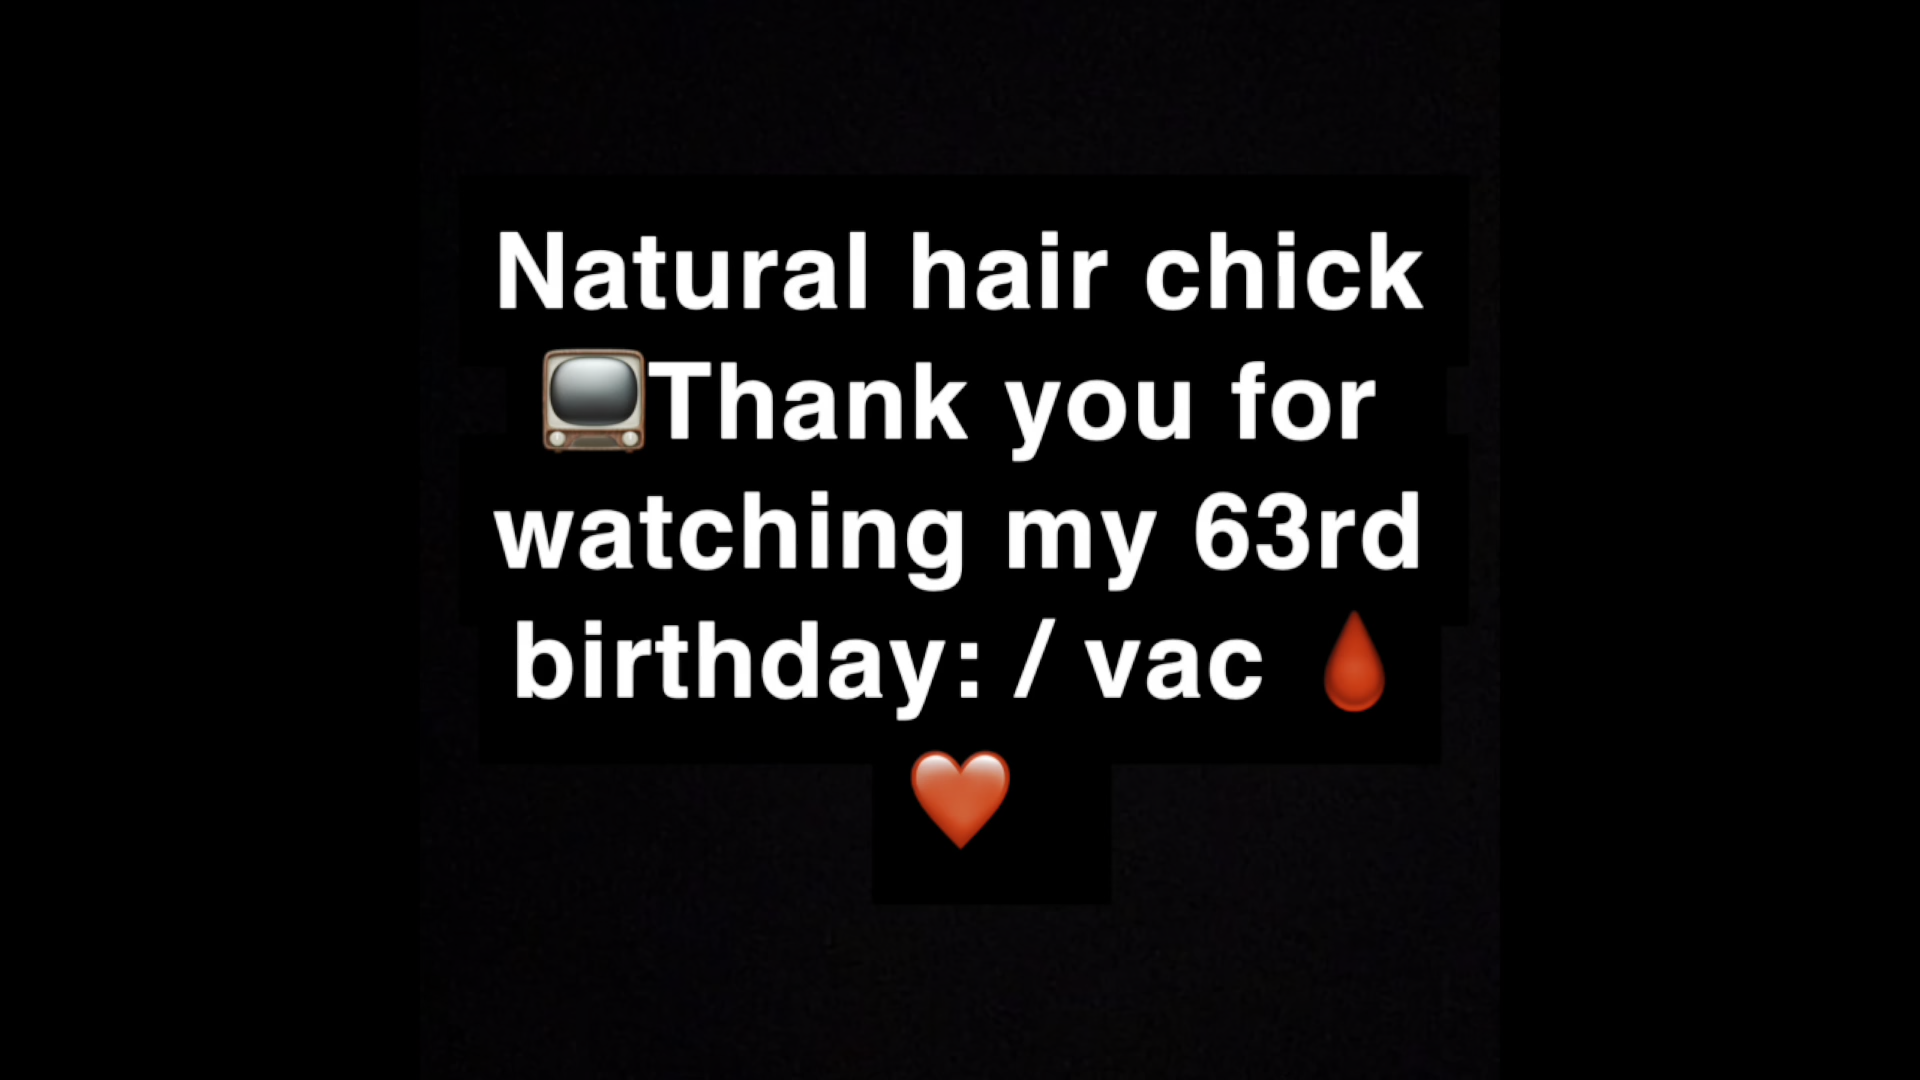 Natural hair chick
📺Thank you for
watching my 63rd
birthday: / vac 🩸
❤️